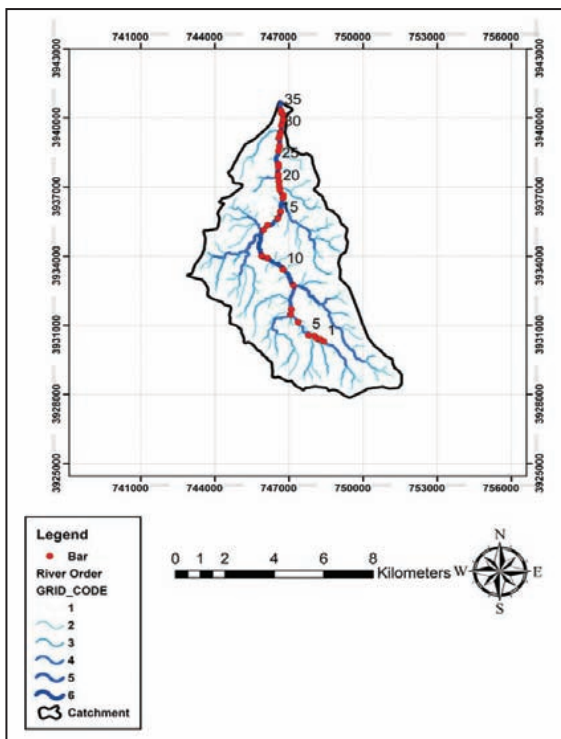 741000 744000 747000 750000 753000 756000
3943000 3943000
35
3940000 3940000
30
25
3937000 20 3937000
15
3934000 10 3934000
3931000 5 1 3931000
3928000 3928000
3925000 3925000
741000 744000 747000 750000 753000 756000
Legend
Bar
River Order
GRID_CODE
1
2
3
4
5
6
Catchment
0 1 2 4 6 8
Kilometers
N
W E
S